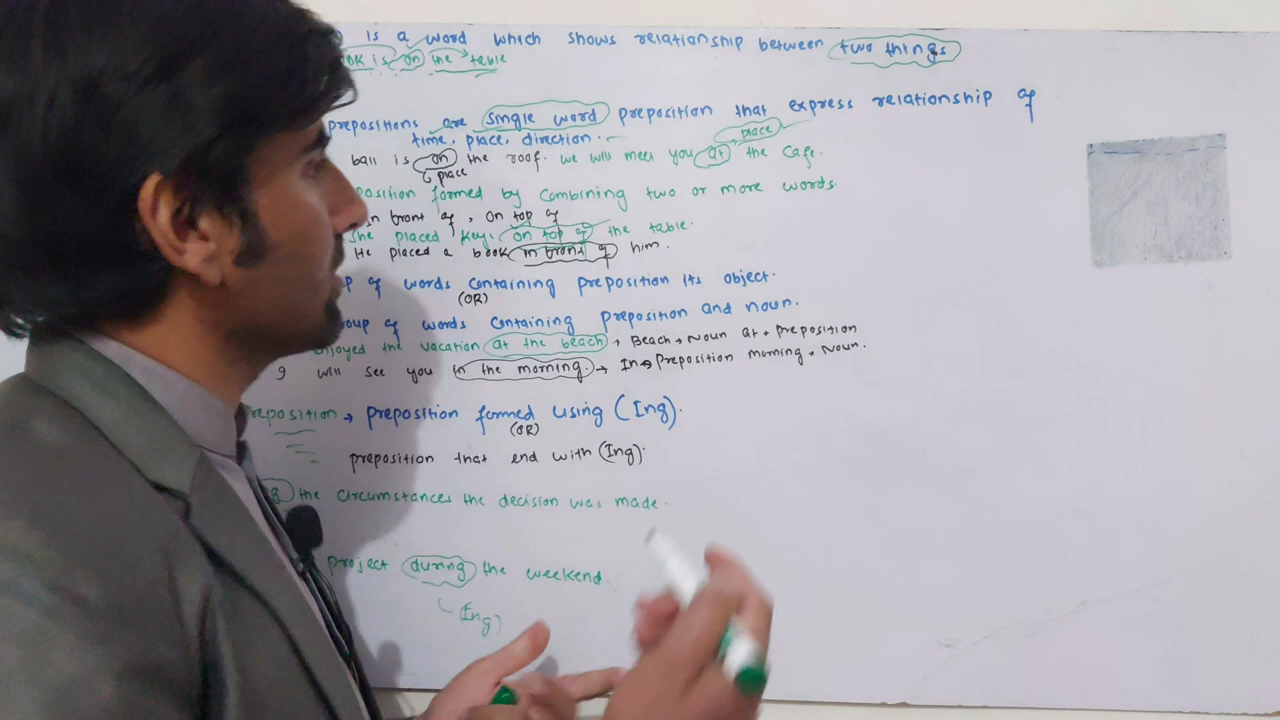 is a word which shows relationship between two things
is on the table
prepositions are single word preposition that express relationship of
time, place, direction.
place
ball is on the roof. we will meet you at the cafe.
place
formed by combining two or more words.
In front of, on top of
She placed key on top of the table.
He placed a book in front of him.
of words containing preposition its object.
(OR)
of words containing preposition and noun.
the vacation at the beach → Beach → Noun at → preposition
I will see you in the morning. → In → preposition morning → Noun.
→ preposition formed using (Ing).
(OR)
preposition that end with (Ing).
the circumstances the decision was made.
project during the weekend.
(Ing)